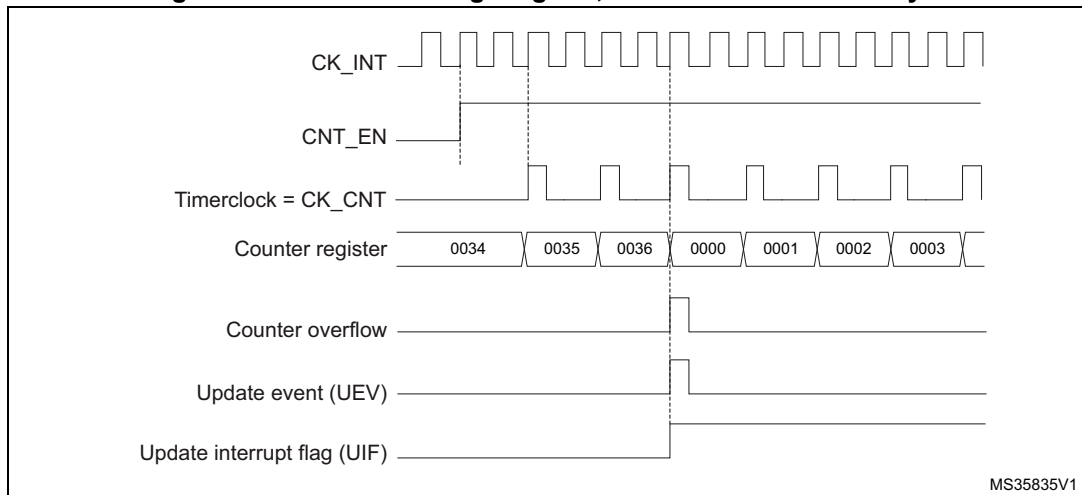 CK_INT
CNT_EN
Timerclock = CK_CNT
Counter register 0034 0035 0036 0000 0001 0002 0003
Counter overflow
Update event (UEV)
Update interrupt flag (UIF)
MS35835V1